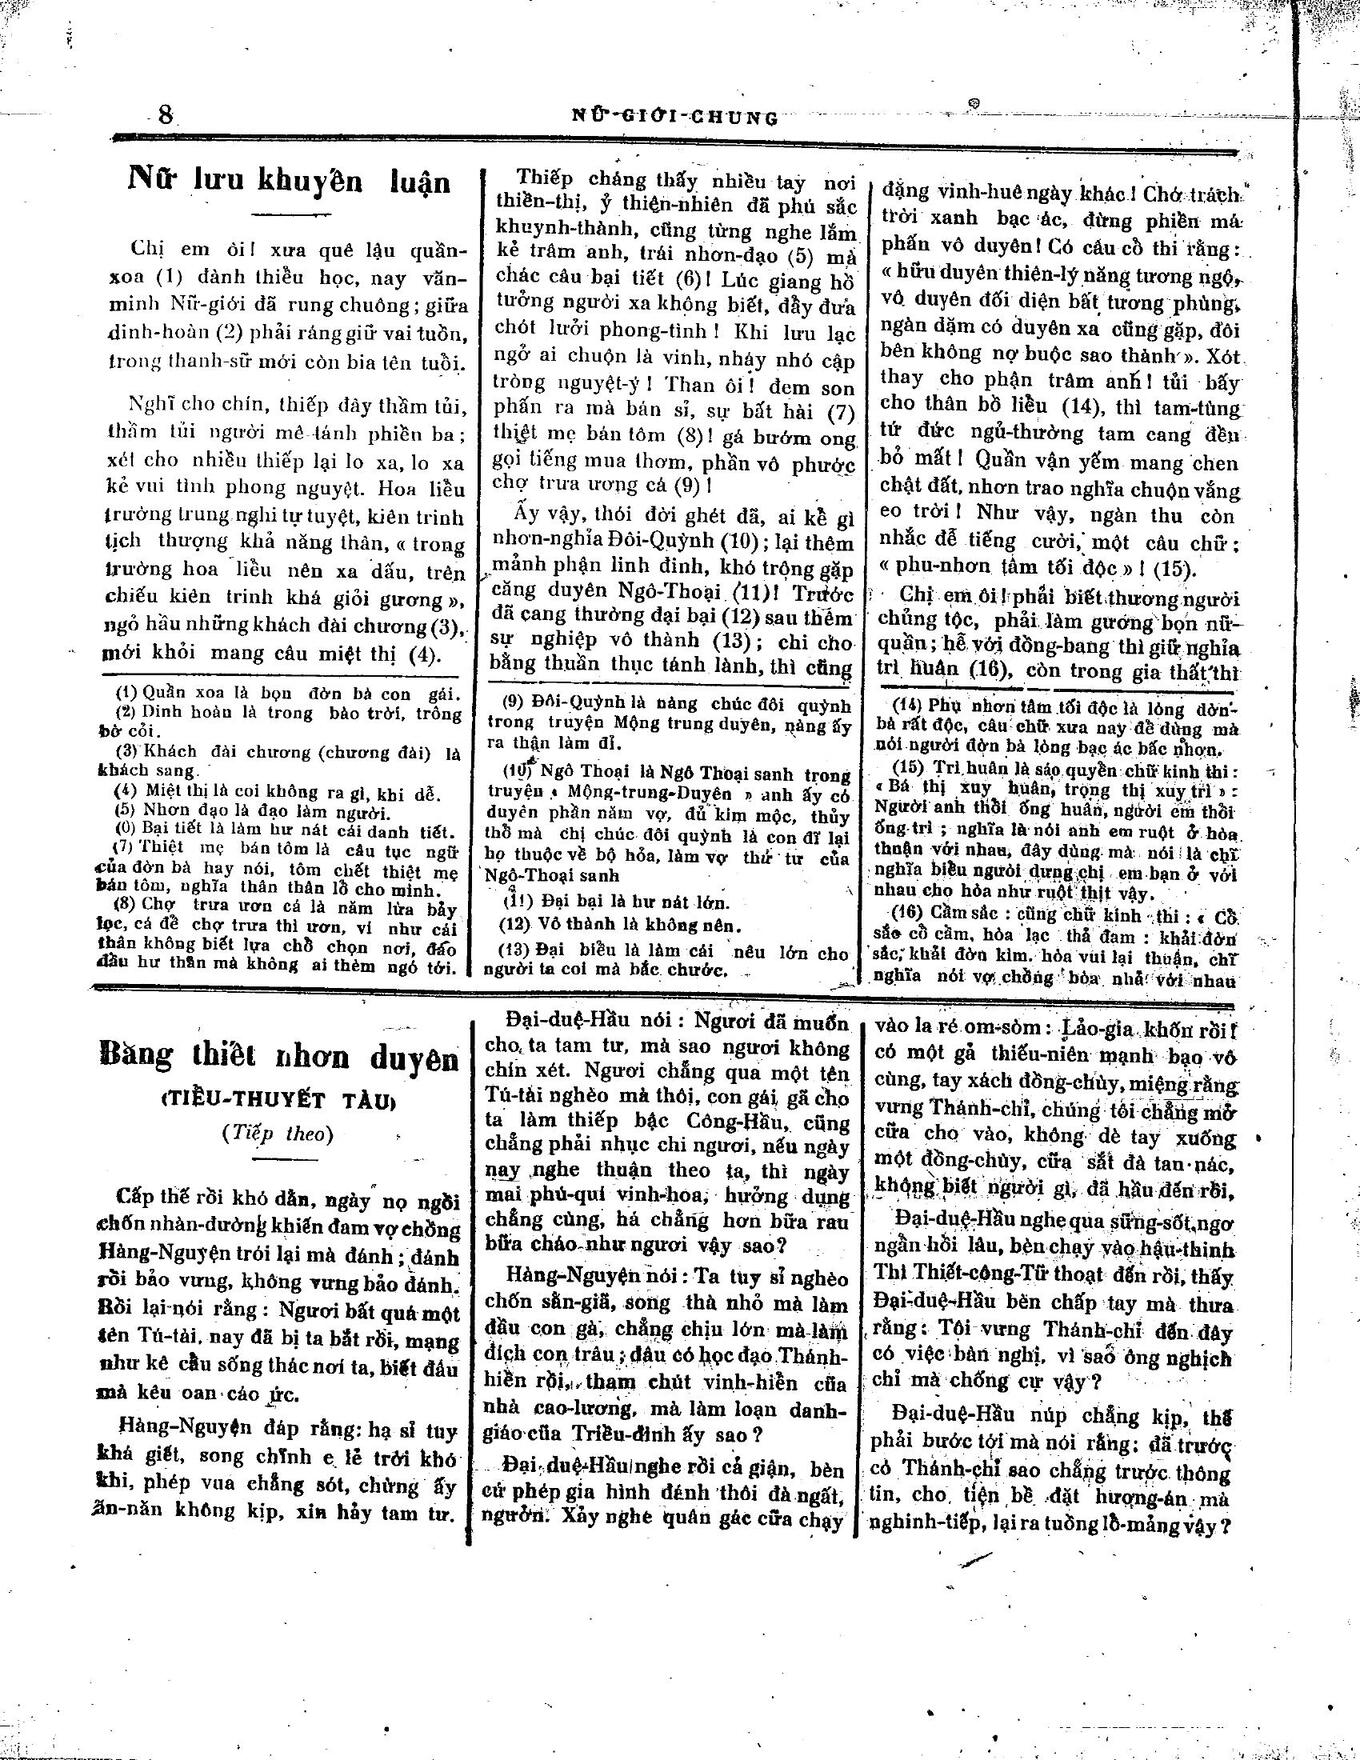 8
NỮ-GIỚI-CHUNG
Nữ lưu khuyên luận
Chị em ôi! xưa quê lậu quần-
xoa (1) đành thiếu học, nay văn-
minh Nữ-giới đã rung chuông; giữa
dinh-hoàn (2) phải ráng giữ vai tuồn,
trong thanh-sử mới còn bia tên tuổi.
Nghĩ cho chín, thiếp dày thầm tủi,
thầm tủi người mê tánh phiền ba;
xét cho nhiều thiếp lại lo xa, lo xa
kẻ vui tình phong nguyệt. Hoa liễu
trường trung nghi tự tuyệt, kiên trinh
tịch thượng khả năng thân, « trong
trường hoa liễu nên xa dấu, trên
chiếu kiên trinh khá giỏi gương »,
ngỏ hầu những khách đài chương (3),
mới khỏi mang câu miệt thị (4).
(1) Quần xoa là bọn đờn bà con gái.
(2) Dinh hoàn là trong bảo trời, trông
bờ cỏi.
(3) Khách đài chương (chương đài) là
khách sang.
(4) Miệt thị là coi không ra gì, khi dễ.
(5) Nhơn đạo là đạo làm người.
(6) Bại tiết là làm hư nát cái danh tiết.
(7) Thiệt mẹ bán tôm là câu tục ngữ
của đờn bà hay nói, tôm chết thiệt mẹ
bán tôm, nghĩa thân thân lỗ cho mình.
(8) Chợ trưa ươn cá là năm lừa bảy
lọc, cá để chợ trưa thì ươn, ví như cái
thân không biết lựa chỗ chọn nơi, đáo
đầu hư thân mà không ai thèm ngó tới.
Thiếp cháng thấy nhiều tay nơi
thiền-thị, ỷ thiện-nhiên đã phú sắc
khuynh-thành, cũng từng nghe lắm
kẻ trâm anh, trái nhơn-đạo (5) mà
chác câu bại tiết (6)! Lúc giang hồ
tưởng người xa không biết, đẩy đưa
chót lưởi phong-tình! Khi lưu lạc
ngỡ ai chuộn là vinh, nháy nhó cập
tròng nguyệt-ý! Than ôi! đem son
phấn ra mà bán sỉ, sự bất hài (7)
thiệt mẹ bán tôm (8)! gá bướm ong
gọi tiếng mua thơm, phần vô phước
chợ trưa ương cá (9)!
Ấy vậy, thói đời ghét đã, ai kể gì
nhơn-nghĩa Đôi-Quỳnh (10); lại thêm
mảnh phận linh đinh, khó trộng gặp
căng duyên Ngô-Thoại (11)! Trước
đã cang thường đại bại (12) sau thêm
sự nghiệp vô thành (13); chi cho
bằng thuần thục tánh lành, thì cũng
(9) Đôi-Quỳnh là nàng chúc đôi quỳnh
trong truyện Mộng trung duyên, nàng ấy
ra thận làm đĩ.
(10) Ngô Thoại là Ngô Thoại sanh trong
truyện « Mộng-trung-Duyên » anh ấy có
duyên phần năm vợ, đủ kim mộc, thủy
thổ mà chị chúc đôi quỳnh là con đĩ lại
họ thuộc về bộ hỏa, làm vợ thứ tư của
Ngô-Thoại sanh
(11) Đại bại là hư nát lớn.
(12) Vô thành là không nên.
(13) Đại biểu là làm cái nêu lớn cho
người ta coi mà bắc chước.
đặng vinh-huê ngày khác! Chớ trách
trời xanh bạc ác, đừng phiền má
phấn vô duyên! Có câu cổ thi rằng:
« hữu duyên thiên-lý năng tương ngộ,
vô duyên đối diện bất tương phùng,
ngàn dặm có duyên xa cũng gặp, đôi
bên không nợ buộc sao thành ». Xót
thay cho phận trâm anh! tủi bấy
cho thân bồ liễu (14), thì tam-tùng
tứ đức ngủ-thường tam cang đều
bỏ mất! Quần vận yếm mang chen
chật đất, nhơn trao nghĩa chuộn vắng
eo trời! Như vậy, ngàn thu còn
nhắc để tiếng cười, một câu chữ;
« phu-nhơn tâm tối độc »! (15).
Chị em ôi! phải biết thương người
chủng tộc, phải làm gướng bọn nữ-
quần; hễ với đồng-bang thì giữ nghĩa
tri huân (16), còn trong gia thất thì
(14) Phụ nhơn tâm tối độc là lòng đờn-
bà rất độc, câu chữ xưa nay để dùng mà
nói người đờn bà lòng bạc ác bấc nhơn.
(15) Tri huân là sáo quyển chữ kinh thi:
« Bá thị xuy huân, trọng thị xuy tri »:
Người anh thổi ống huân, người em thổi
ống tri; nghĩa là nói anh em ruột ở hòa
thuận với nhau, đây dùng mà nói là chỉ
nghĩa biểu người dưng chị em bạn ở với
nhau cho hòa như ruột thịt vậy.
(16) Cầm sắc: cũng chữ kinh thi: « Cổ
sắc cổ cầm, hòa lạc thả đam: khải đờn
sắc, khải đờn kim. hòa vui lại thuận, chỉ
nghĩa nói vợ chồng hòa nhả với nhau
Băng thiết nhơn duyên
(TIỂU-THUYẾT TÀU)
(Tiếp theo)
Cấp thế rồi khó dẫn, ngày nọ ngồi
chốn nhàn-đường khiến đam vợ chồng
Hàng-Nguyện trói lại mà đánh; đánh
rồi bảo vưng, không vưng bảo đánh.
Rồi lại nói rằng: Ngươi bất quá một
tên Tú-tài, nay đã bị ta bắt rồi, mạng
như kê cầu sống thác nơi ta, biết đâu
mà kêu oan cáo ức.
Hàng-Nguyện đáp rằng: hạ sỉ tuy
khá giết, song chỉnh e lẻ trời khó
khi, phép vua chẳng sót, chừng ấy
ăn-năn không kịp, xin hảy tam tư.
Đại-duệ-Hầu nói: Ngươi đã muốn
cho ta tam tư, mà sao ngươi không
chín xét. Ngươi chẳng qua một tên
Tú-tài nghèo mà thôi, con gái gã cho
ta làm thiếp bậc Công-Hầu, cũng
chẳng phải nhục chi ngươi, nếu ngày
nay nghe thuận theo ta, thì ngày
mai phú-quí vinh-hoa, hưởng dụng
chẳng cùng, há chẳng hơn bữa rau
bữa cháo như ngươi vậy sao?
Hàng-Nguyện nói: Ta tuy sỉ nghèo
chốn sằn-giã, song thà nhỏ mà làm
đầu con gà, chẳng chịu lớn mà làm
đích con trâu; đâu có học đạo Thánh-
hiền rồi, tham chút vinh-hiển của
nhà cao-lương, mà làm loạn danh-
giáo của Triều-đình ấy sao?
Đại-duệ-Hầu nghe rồi cả giận, bèn
cứ phép gia hình đénh thôi đà ngất,
ngưởn. Xảy nghe quân gác cữa chạy
vào la ré om-sòm: Lảo-gia khốn rồi!
có một gả thiếu-niên mạnh bạo vô
cùng, tay xách đồng-chùy, miệng rằng
vưng Thánh-chỉ, chúng tôi chẳng mở
cữa cho vào, không dè tay xuống
một đồng-chùy, cữa sắt đà tan-nác,
không biết người gì, đã hầu đến rồi,
Đại-duệ-Hầu nghe qua sững-sốt ngơ
ngẩn hồi lâu, bèn chạy vào hậu-thinh
Thì Thiết-công-Tử thoạt đến rồi, thấy
Đại-duệ-Hầu bèn chấp tay mà thưa
rằng: Tôi vưng Thánh-chỉ đến đây
có việc bàn nghị, vì sao ông nghịch
chỉ mà chống cự vậy?
Đại-duệ-Hầu núp chẳng kịp, thế
phải bước tới mà nói rằng: đã trước
có Thánh-chỉ sao chẳng trước thông
tin, cho tiện bề đặt hượng-án mà
nghinh-tiếp, lại ra tuồng lỗ-mảng vậy?